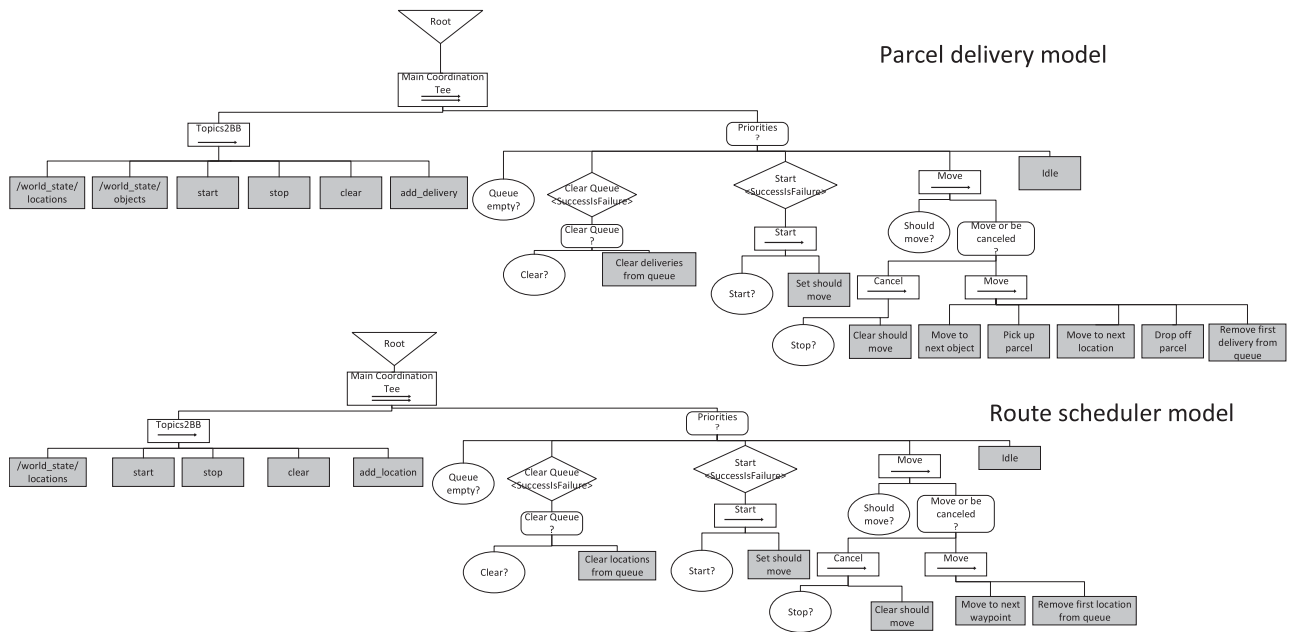 Root
Parcel delivery model
Main Coordination
Tee
Topics2BB
Priorities
?
/world_state/
locations
/world_state/
objects
start
stop
clear
add_delivery
Queue
empty?
Clear Queue
<SuccessIsFailure>
Start
<SuccessIsFailure>
Move
Idle
Clear Queue
?
Start
Should
move?
Move or be
canceled
?
Clear?
Clear deliveries
from queue
Start?
Set should
move
Cancel
Move
Stop?
Clear should
move
Move to
next object
Pick up
parcel
Move to next
location
Drop off
parcel
Remove first
delivery from
queue
Root
Main Coordination
Tee
Route scheduler model
Topics2BB
Priorities
?
/world_state/
locations
start
stop
clear
add_location
Queue
empty?
Clear Queue
<SuccessIsFailure>
Start
<SuccessIsFailure>
Move
Idle
Clear Queue
?
Start
Should
move?
Move or be
canceled
?
Clear?
Clear locations
from queue
Start?
Set should
move
Cancel
Move
Stop?
Clear should
move
Move to next
waypoint
Remove first location
from queue